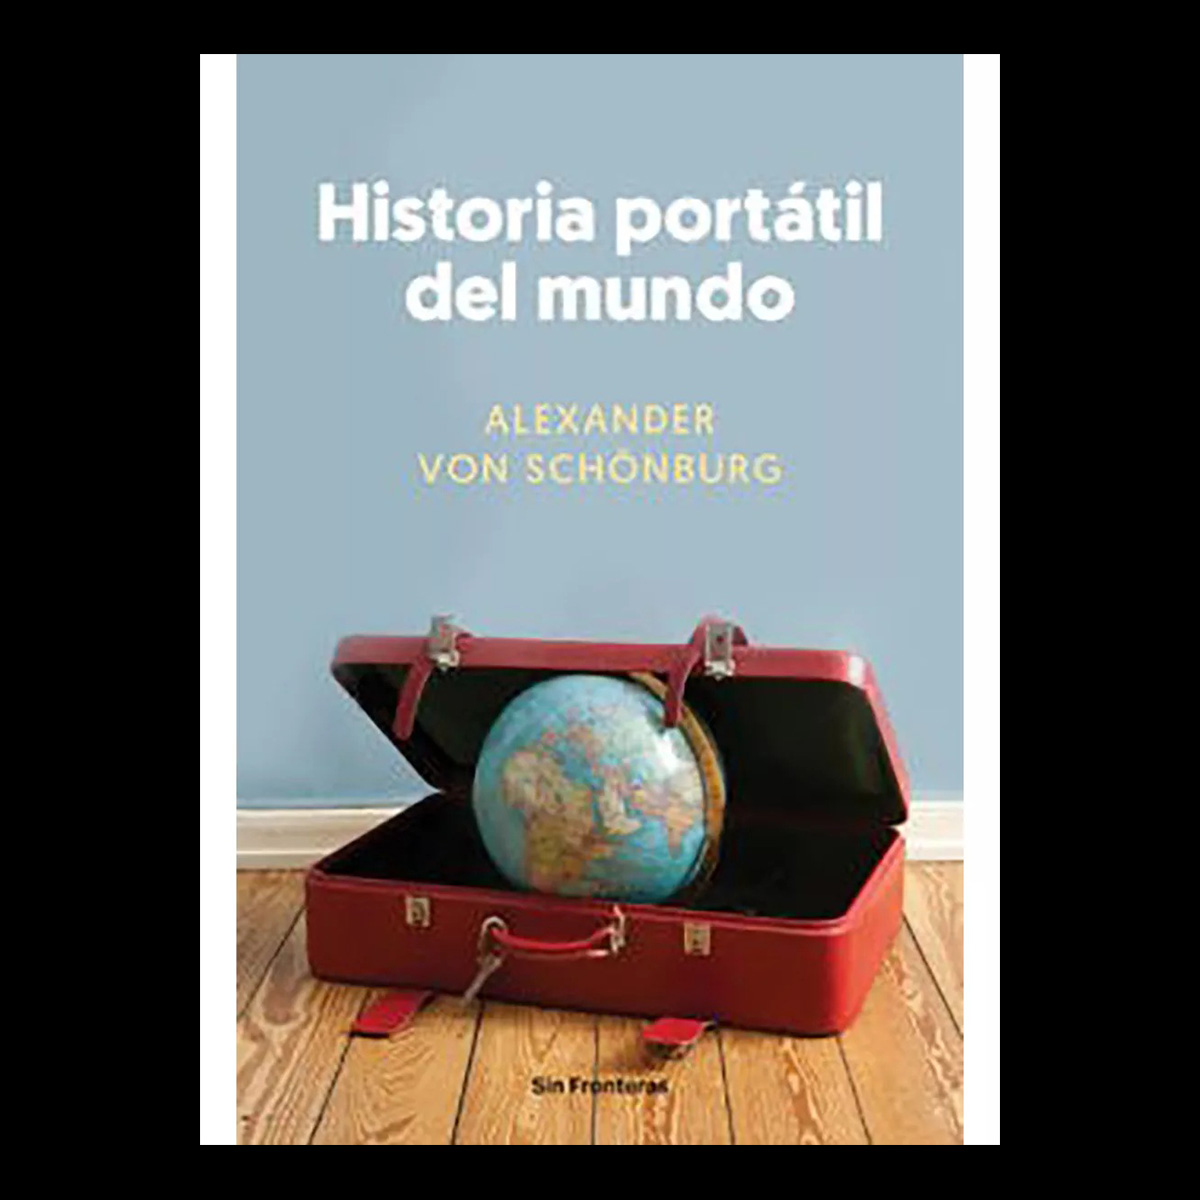 Historia portátil
del mundo
ALEXANDER
VON SCHÖNBURG
Sin Fronteras